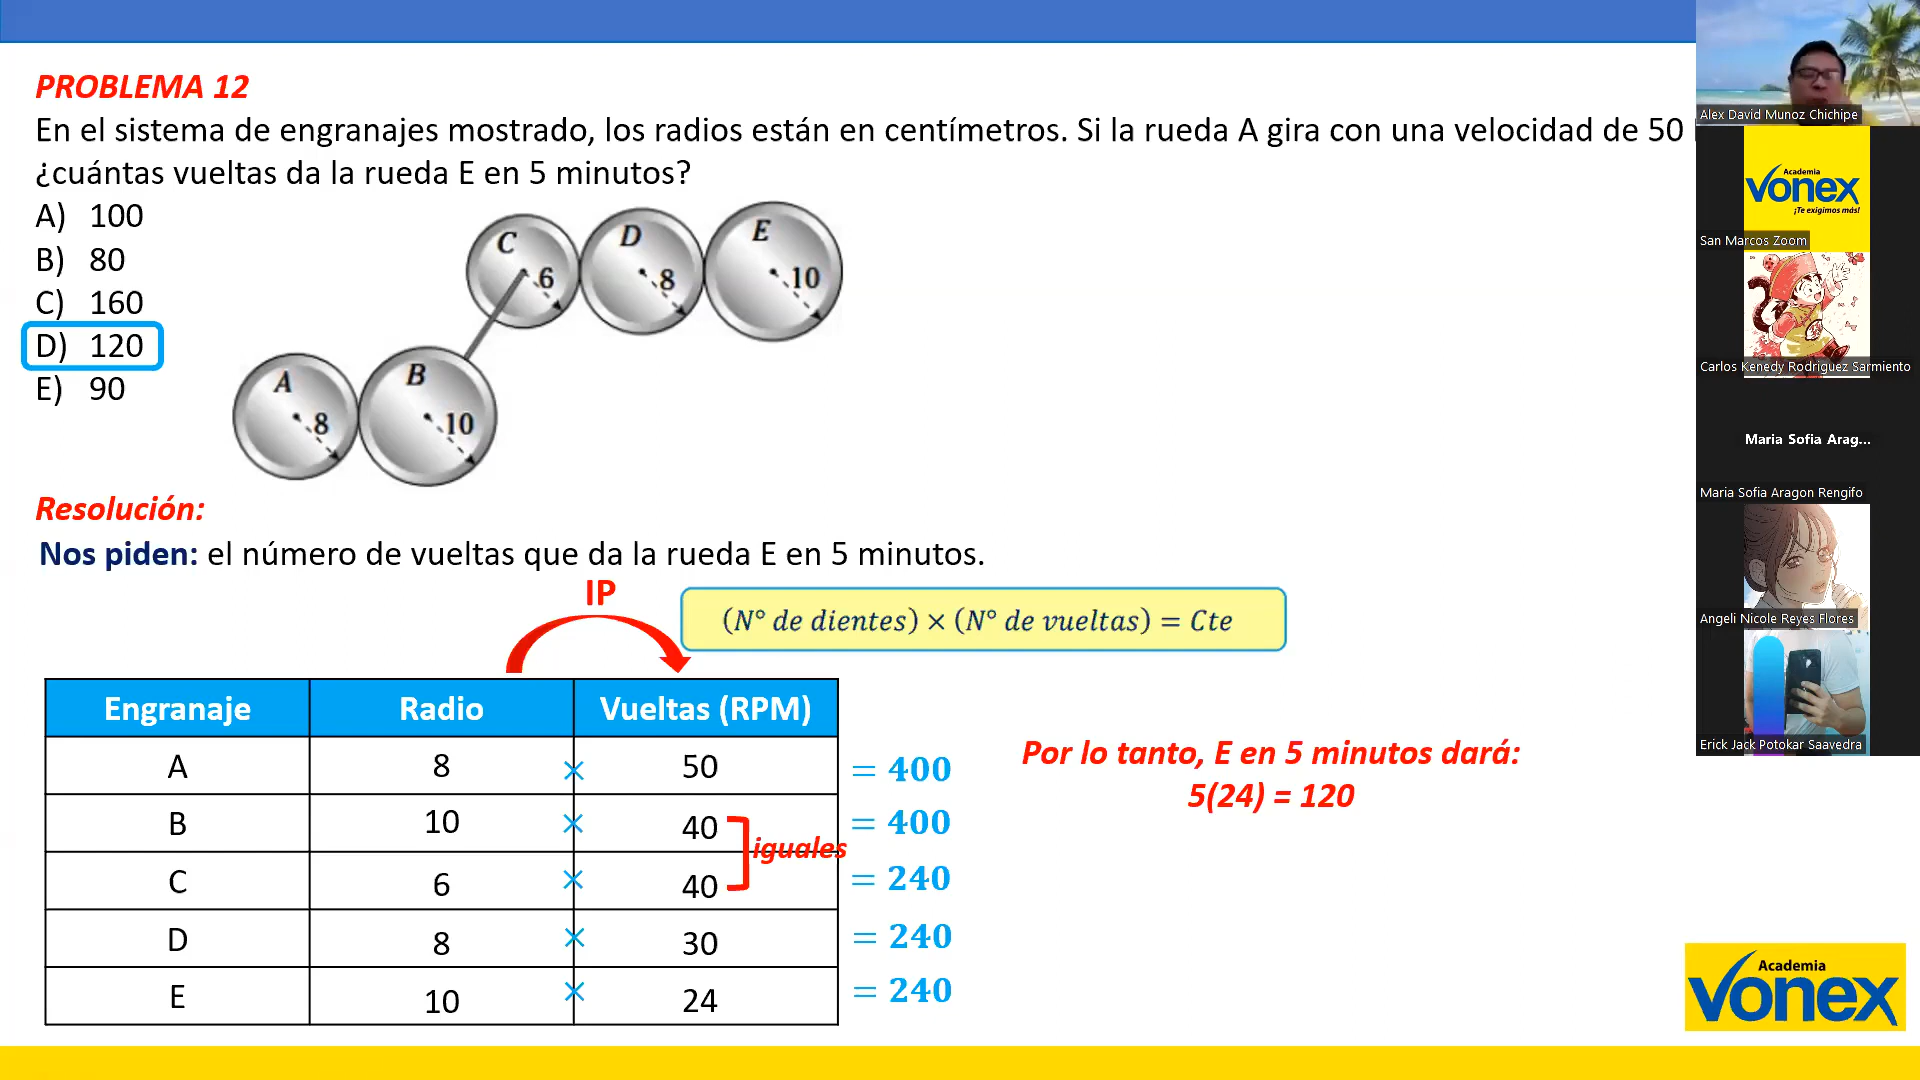 PROBLEMA 12
En el sistema de engranajes mostrado, los radios están en centímetros. Si la rueda A gira con una velocidad de 50
¿cuántas vueltas da la rueda E en 5 minutos?
A) 100
B) 80
C) 160
D) 120
E) 90
C 6
D 8
E 10
A 8
B 10
Resolución:
Nos piden: el número de vueltas que da la rueda E en 5 minutos.
IP
(N° de dientes) × (N° de vueltas) = Cte
Engranaje Radio Vueltas (RPM)
A 8 × 50 = 400
B 10 × 40 = 400
iguales
C 6 × 40 = 240
D 8 × 30 = 240
E 10 × 24 = 240
Por lo tanto, E en 5 minutos dará:
5(24) = 120
Alex David Munoz Chichipe
Academia
vonex
¡Te exigimos más!
San Marcos Zoom
Carlos Kenedy Rodriguez Sarmiento
Maria Sofia Arag...
Maria Sofia Aragon Rengifo
Angeli Nicole Reyes Flores
Erick Jack Potokar Saavedra
Academia
vonex